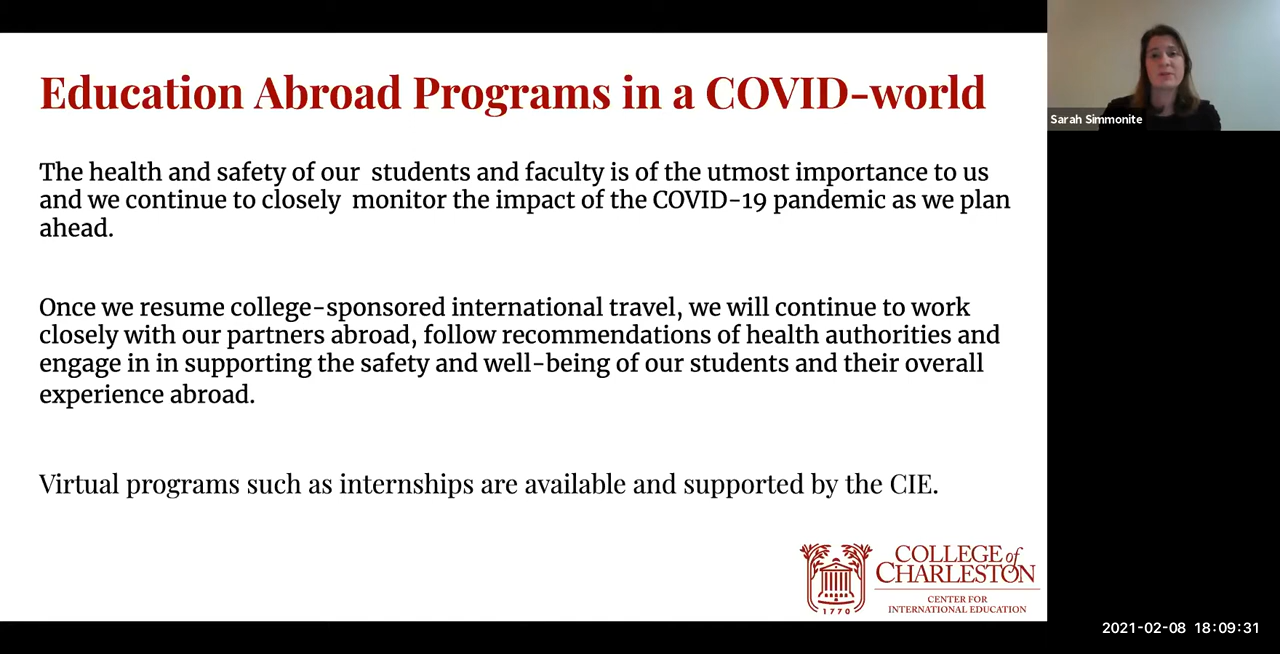 Education Abroad Programs in a COVID-world
Sarah Simmonite
The health and safety of our students and faculty is of the utmost importance to us
and we continue to closely monitor the impact of the COVID-19 pandemic as we plan
ahead.
Once we resume college-sponsored international travel, we will continue to work
closely with our partners abroad, follow recommendations of health authorities and
engage in in supporting the safety and well-being of our students and their overall
experience abroad.
Virtual programs such as internships are available and supported by the CIE.
COLLEGE of
CHARLESTON
CENTER FOR
INTERNATIONAL EDUCATION
1770
2021-02-08 18:09:31